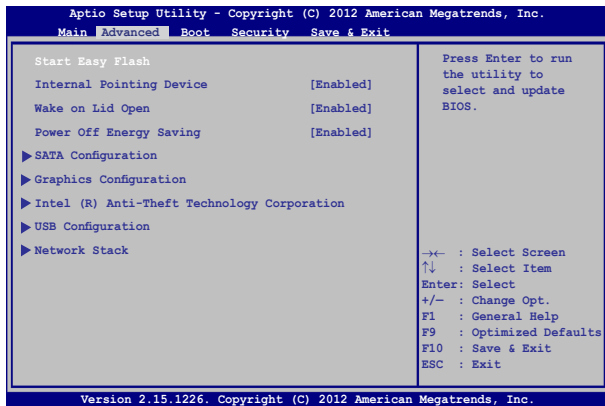 Aptio Setup Utility - Copyright (C) 2012 American Megatrends, Inc.
Main Advanced Boot Security Save & Exit
Start Easy Flash
Internal Pointing Device [Enabled]
Wake on Lid Open [Enabled]
Power Off Energy Saving [Enabled]
SATA Configuration
Graphics Configuration
Intel (R) Anti-Theft Technology Corporation
USB Configuration
Network Stack
Press Enter to run
the utility to
select and update
BIOS.
→← : Select Screen
↑↓ : Select Item
Enter: Select
+/— : Change Opt.
F1 : General Help
F9 : Optimized Defaults
F10 : Save & Exit
ESC : Exit
Version 2.15.1226. Copyright (C) 2012 American Megatrends, Inc.